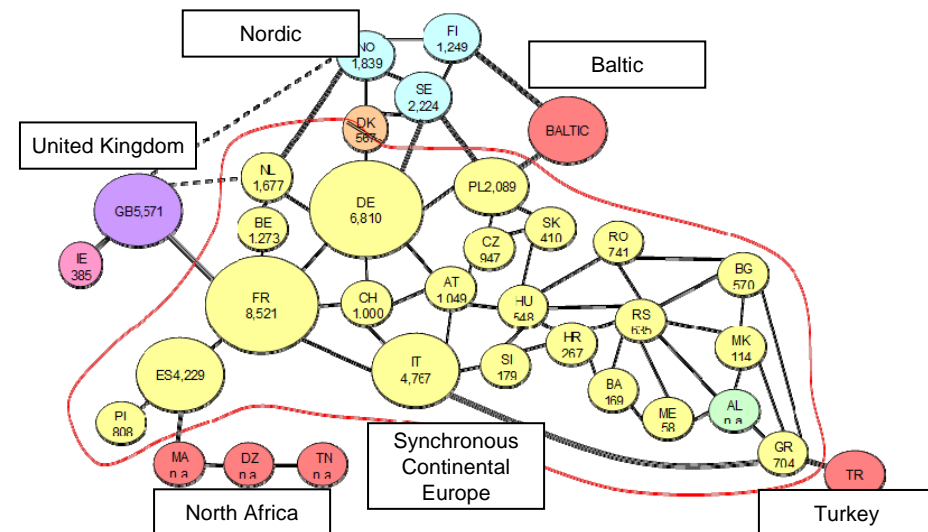 Nordic
FI
1,249
NO
1,839
Baltic
SE
2,224
DK
567
BALTIC
United Kingdom
NL
1,677
DE
6,810
PL2,089
GB5,571
BE
1.273
SK
410
RO
741
CZ
947
IE
385
BG
570
AT
1,049
FR
8,521
CH
1.000
HU
548
RS
635
HR
267
MK
114
IT
4,767
SI
179
ES4,229
BA
169
AL
n.a
ME
58
PI
808
GR
704
Synchronous
Continental
Europe
MA
n.a
DZ
n.a
TN
n.a
TR
North Africa
Turkey